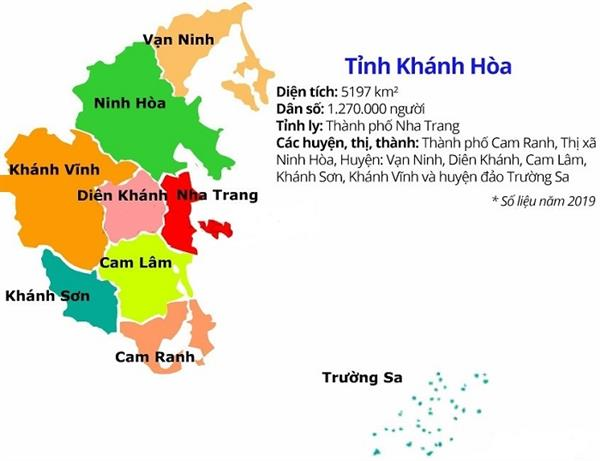 Vạn Ninh
Tỉnh Khánh Hòa
Diện tích: 5197 km²
Dân số: 1.270.000 người
Tỉnh lỵ: Thành phố Nha Trang
Các huyện, thị, thành: Thành phố Cam Ranh, Thị xã
Ninh Hòa, Huyện: Vạn Ninh, Diên Khánh, Cam Lâm,
Khánh Sơn, Khánh Vĩnh và huyện đảo Trường Sa
* Số liệu năm 2019
Ninh Hòa
Khánh Vĩnh
Diên Khánh
Nha Trang
Cam Lâm
Khánh Sơn
Cam Ranh
Trường Sa